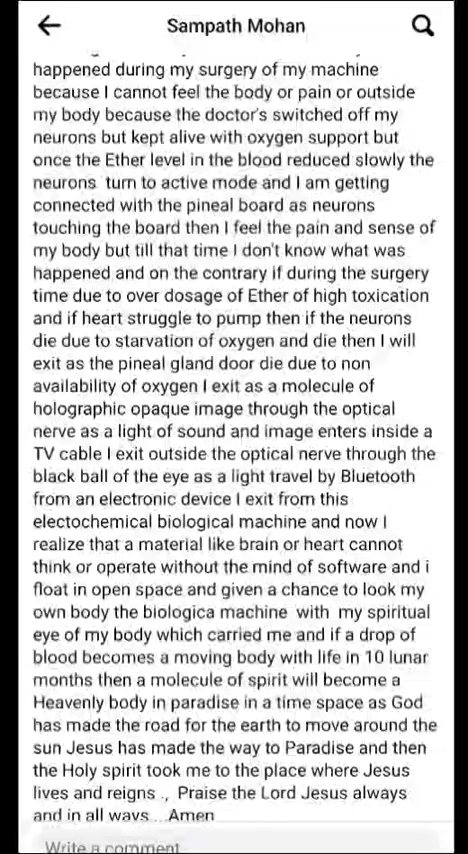 Sampath Mohan
happened during my surgery of my machine
because I cannot feel the body or pain or outside
my body because the doctor's switched off my
neurons but kept alive with oxygen support but
once the Ether level in the blood reduced slowly the
neurons turn to active mode and I am getting
connected with the pineal board as neurons
touching the board then I feel the pain and sense of
my body but till that time I don't know what was
happened and on the contrary if during the surgery
time due to over dosage of Ether of high toxication
and if heart struggle to pump then if the neurons
die due to starvation of oxygen and die then I will
exit as the pineal gland door die due to non
availability of oxygen I exit as a molecule of
holographic opaque image through the optical
nerve as a light of sound and image enters inside a
TV cable I exit outside the optical nerve through the
black ball of the eye as a light travel by Bluetooth
from an electronic device I exit from this
electochemical biological machine and now I
realize that a material like brain or heart cannot
think or operate without the mind of software and i
float in open space and given a chance to look my
own body the biologica machine with my spiritual
eye of my body which carried me and if a drop of
blood becomes a moving body with life in 10 lunar
months then a molecule of spirit will become a
Heavenly body in paradise in a time space as God
has made the road for the earth to move around the
sun Jesus has made the way to Paradise and then
the Holy spirit took me to the place where Jesus
lives and reigns ., Praise the Lord Jesus always
and in all ways...Amen
Write a comment